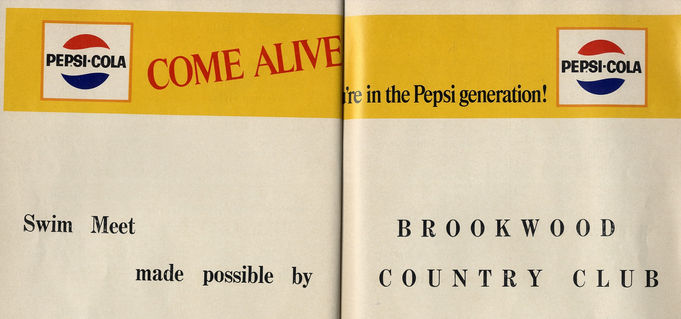 PEPSI·COLA
COME ALIVE
're in the Pepsi generation!
PEPSI·COLA
Swim Meet
made possible by
BROOKWOOD
COUNTRY CLUB